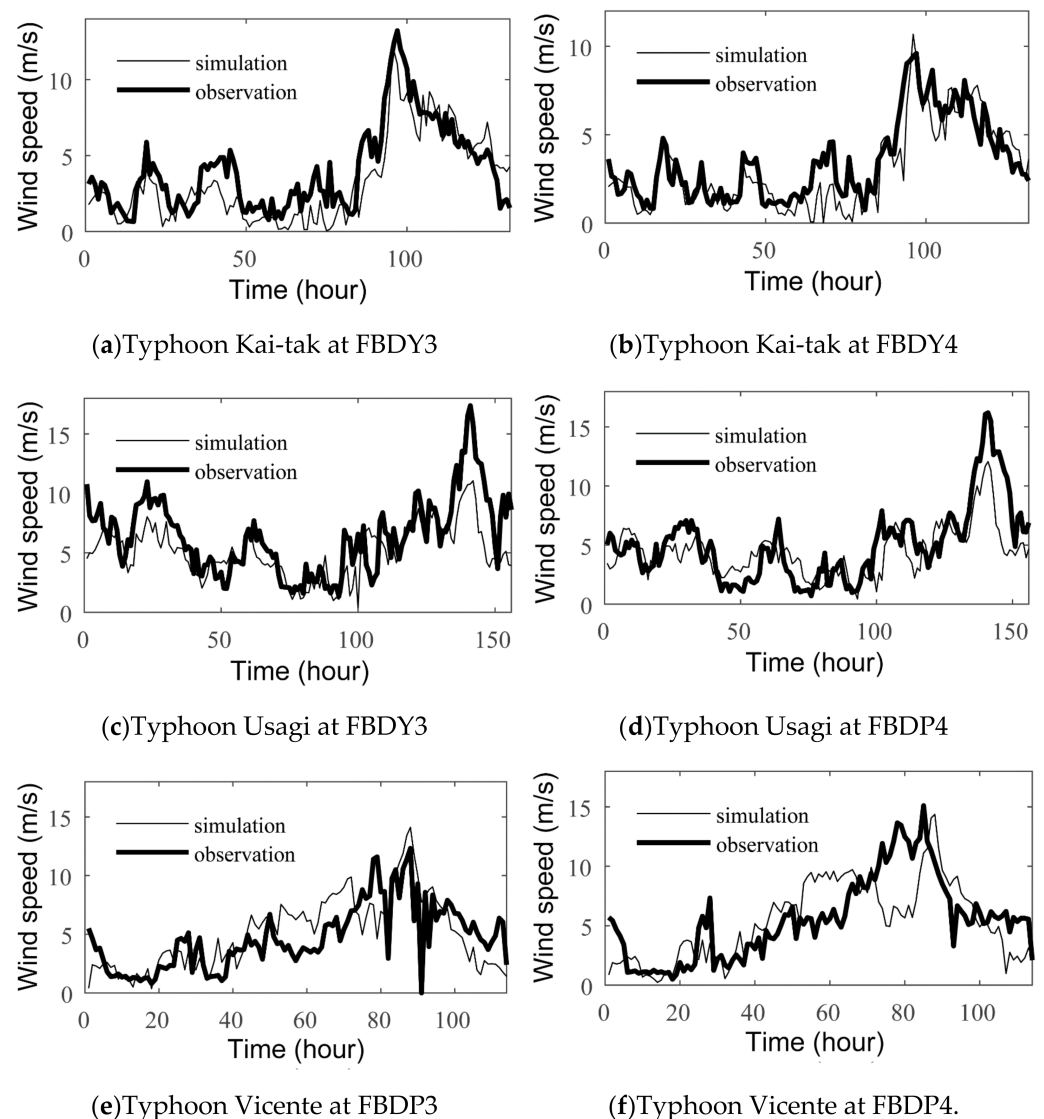 Wind speed (m/s)
10
5
0
simulation
observation
0
50
100
Time (hour)
(a)Typhoon Kai-tak at FBDY3
Wind speed (m/s)
10
5
0
simulation
observation
0
50
100
Time (hour)
(b)Typhoon Kai-tak at FBDY4
Wind speed (m/s)
15
10
5
0
simulation
observation
0
50
100
150
Time (hour)
(c)Typhoon Usagi at FBDY3
Wind speed (m/s)
15
10
5
0
simulation
observation
0
50
100
150
Time (hour)
(d)Typhoon Usagi at FBDP4
Wind speed (m/s)
15
10
5
0
simulation
observation
0
20
40
60
80
100
Time (hour)
(e)Typhoon Vicente at FBDP3
Wind speed (m/s)
15
10
5
0
simulation
observation
0
20
40
60
80
100
Time (hour)
(f)Typhoon Vicente at FBDP4.